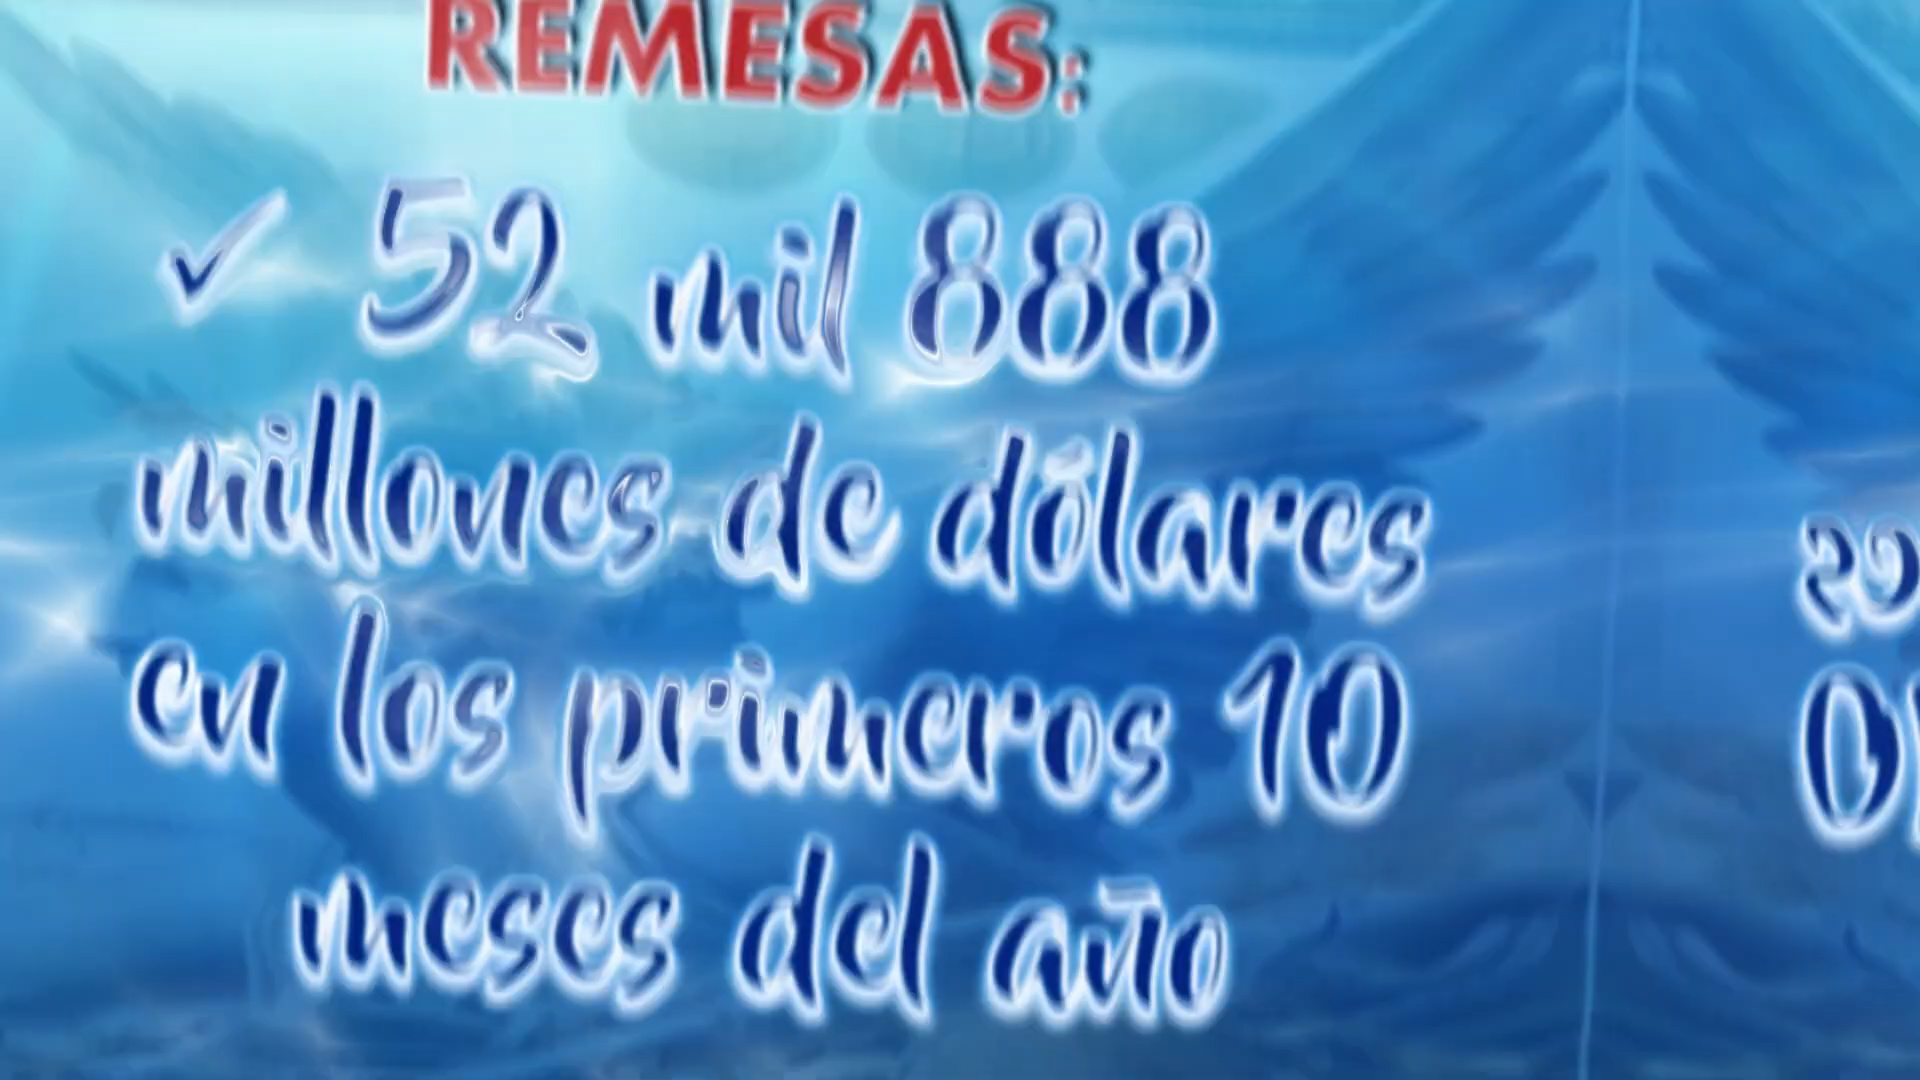 REMESAS:
✓ 52 mil 888
millones de dólares
en los primeros 10
meses del año